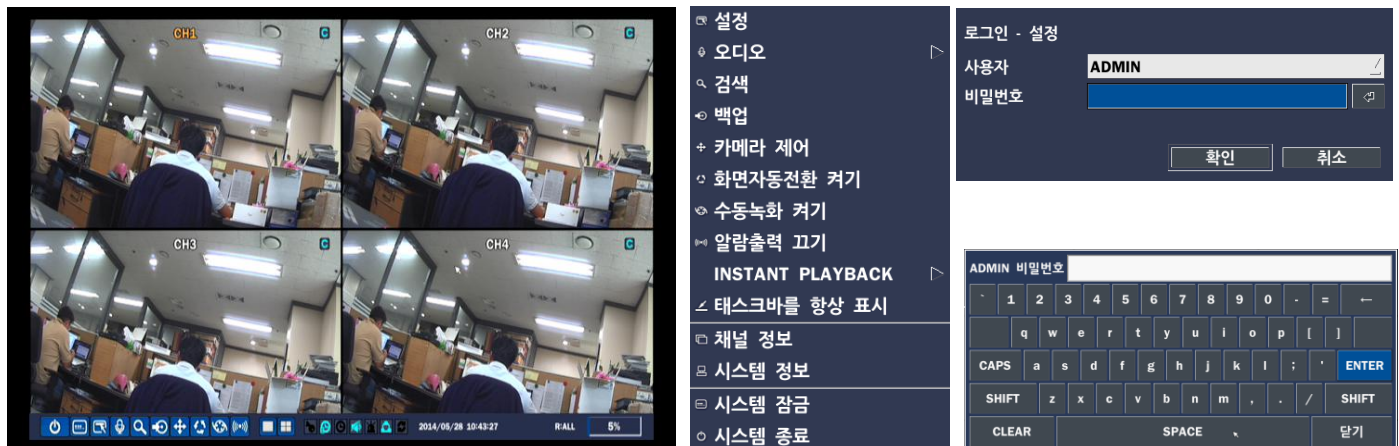 CH1
C
CH2
C
CH3
C
CH4
C
2014/05/28 10:43:27
R:ALL
5%
설정
오디오
검색
백업
카메라 제어
화면자동전환 켜기
수동녹화 켜기
알람출력 끄기
INSTANT PLAYBACK
태스크바를 항상 표시
채널 정보
시스템 정보
시스템 잠금
시스템 종료
로그인 - 설정
사용자 ADMIN
비밀번호
확인 취소
ADMIN 비밀번호
` 1 2 3 4 5 6 7 8 9 0 - = ←
q w e r t y u i o p [ ]
CAPS a s d f g h j k l ; ' ENTER
SHIFT z x c v b n m , . / SHIFT
CLEAR SPACE 닫기